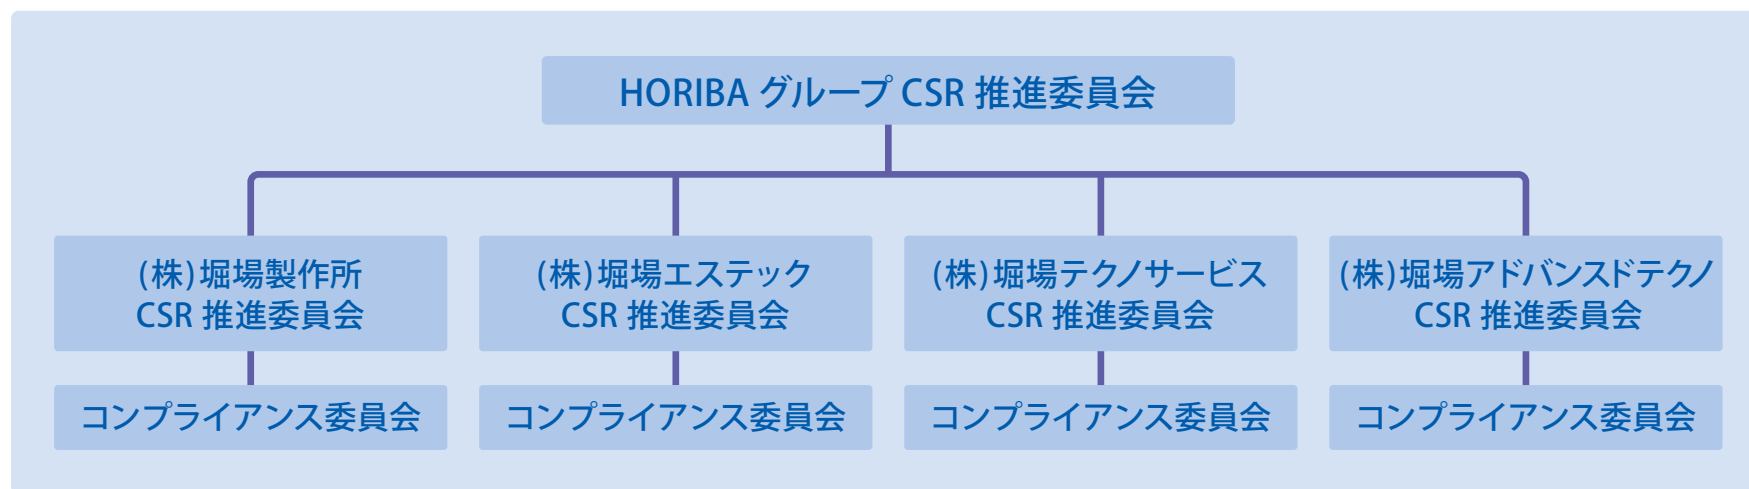 HORIBA グループ CSR 推進委員会
(株)堀場製作所
CSR 推進委員会
(株)堀場エステック
CSR 推進委員会
(株)堀場テクノサービス
CSR 推進委員会
(株)堀場アドバンスドテクノ
CSR 推進委員会
コンプライアンス委員会
コンプライアンス委員会
コンプライアンス委員会
コンプライアンス委員会